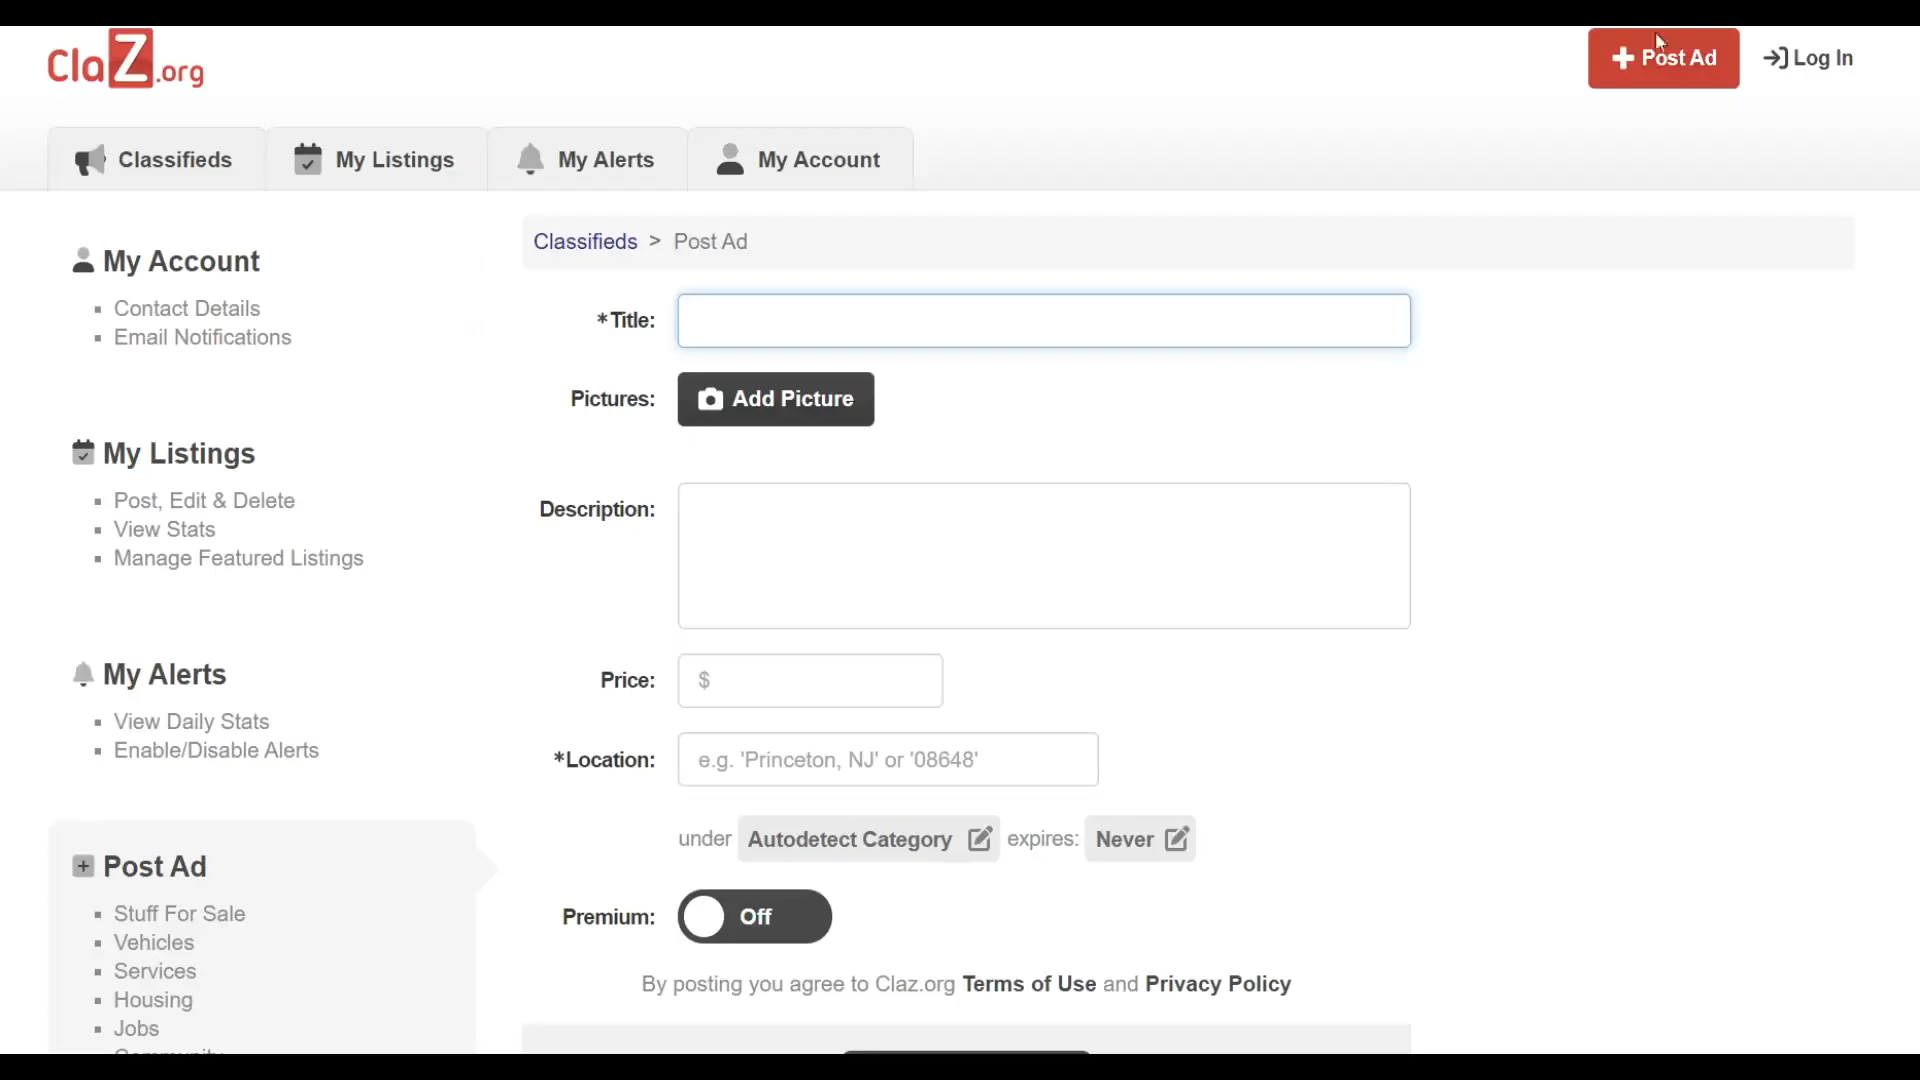 ClaZ.org
Post Ad
Log In
Classifieds
My Listings
My Alerts
My Account
My Account
Contact Details
Email Notifications
My Listings
Post, Edit & Delete
View Stats
Manage Featured Listings
My Alerts
View Daily Stats
Enable/Disable Alerts
Post Ad
Stuff For Sale
Vehicles
Services
Housing
Jobs
Classifieds > Post Ad
*Title:
Pictures: Add Picture
Description:
Price: $
*Location: e.g. 'Princeton, NJ' or '08648'
under Autodetect Category expires: Never
Premium: Off
By posting you agree to Claz.org Terms of Use and Privacy Policy